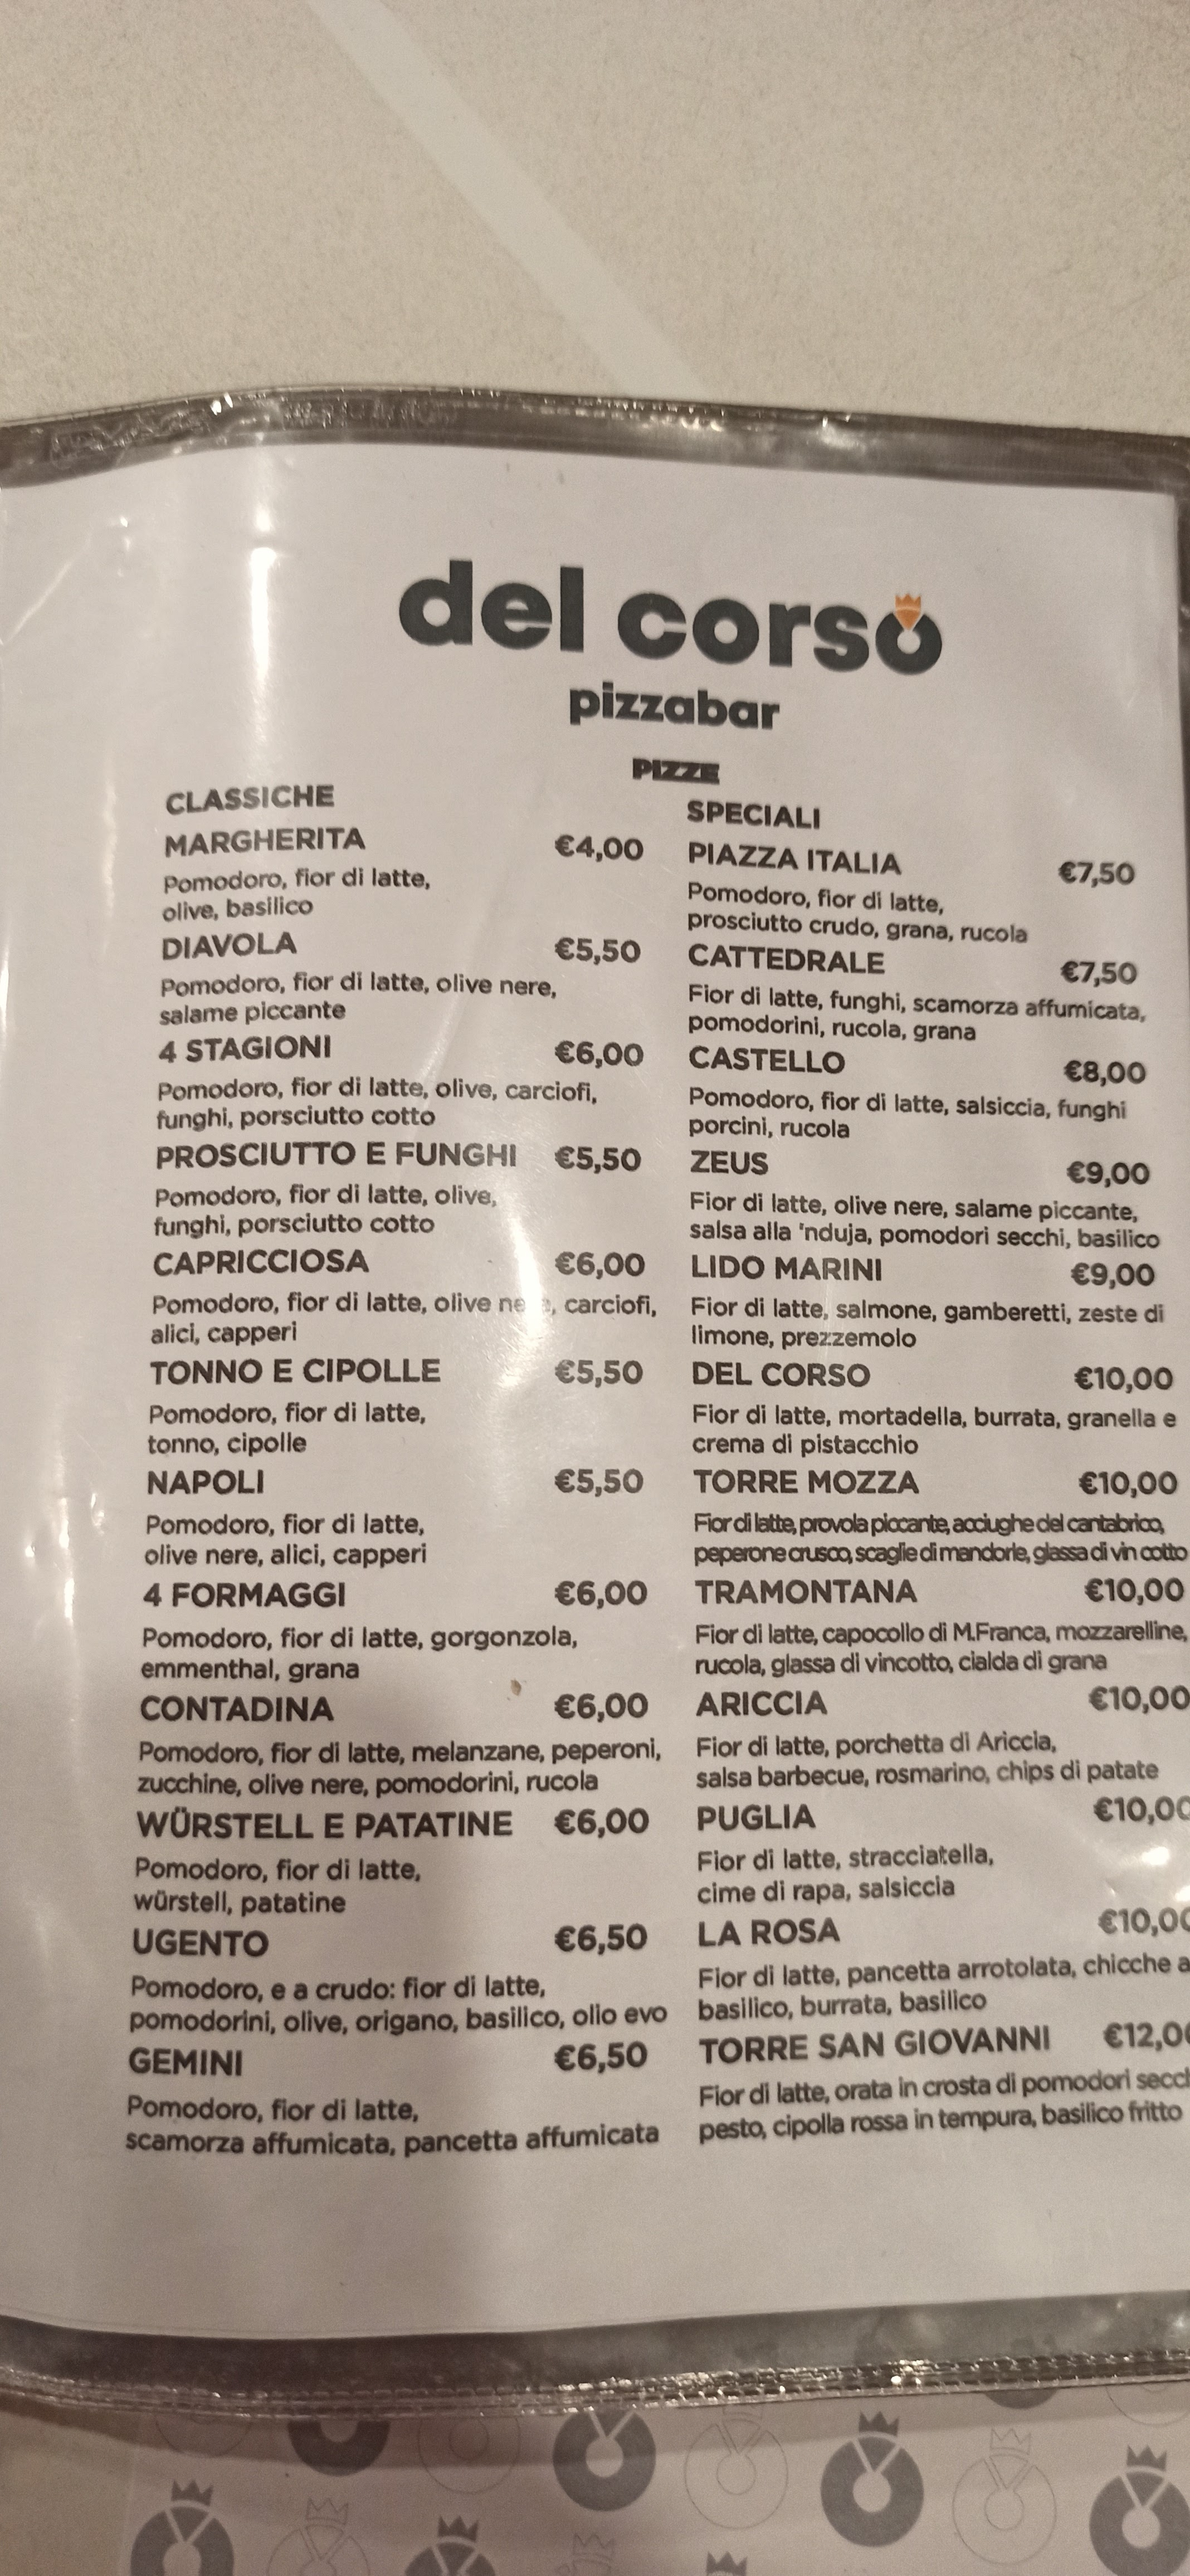 del corso
pizzabar
PIZZE
CLASSICHE
MARGHERITA €4,00
Pomodoro, fior di latte,
olive, basilico
DIAVOLA €5,50
Pomodoro, fior di latte, olive nere,
salame piccante
4 STAGIONI €6,00
Pomodoro, fior di latte, olive, carciofi,
funghi, porsciutto cotto
PROSCIUTTO E FUNGHI €5,50
Pomodoro, fior di latte, olive,
funghi, porsciutto cotto
CAPRICCIOSA €6,00
Pomodoro, fior di latte, olive carciofi,
alici, capperi
TONNO E CIPOLLE €5,50
Pomodoro, fior di latte,
tonno, cipolle
NAPOLI €5,50
Pomodoro, fior di latte,
olive nere, alici, capperi
4 FORMAGGI €6,00
Pomodoro, fior di latte, gorgonzola,
emmenthal, grana
CONTADINA €6,00
Pomodoro, fior di latte, melanzane, peperoni,
zucchine, olive nere, pomodorini, rucola
WÜRSTELL E PATATINE €6,00
Pomodoro, fior di latte,
würstell, patatine
UGENTO €6,50
Pomodoro, e a crudo: fior di latte,
pomodorini, olive, origano, basilico, olio evo
GEMINI €6,50
Pomodoro, fior di latte,
scamorza affumicata, pancetta affumicata
SPECIALI
PIAZZA ITALIA €7,50
Pomodoro, fior di latte,
prosciutto crudo, grana, rucola
CATTEDRALE €7,50
Fior di latte, funghi, scamorza affumicata,
pomodorini, rucola, grana
CASTELLO €8,00
Pomodoro, fior di latte, salsiccia, funghi
porcini, rucola
ZEUS €9,00
Fior di latte, olive nere, salame piccante,
salsa alla 'nduja, pomodori secchi, basilico
LIDO MARINI €9,00
Fior di latte, salmone, gamberetti, zeste di
limone, prezzemolo
DEL CORSO €10,00
Fior di latte, mortadella, burrata, granella e
crema di pistacchio
TORRE MOZZA €10,00
Fior di latte, provola piccante, acciughe del cantabrico,
peperone crusco, scaglie di mandorle, glassa di vin cotto
TRAMONTANA €10,00
Fior di latte, capocollo di M.Franca, mozzarelline,
rucola, glassa di vincotto, cialda di grana
ARICCIA €10,00
Fior di latte, porchetta di Ariccia,
salsa barbecue, rosmarino, chips di patate
PUGLIA €10,00
Fior di latte, stracciatella,
cime di rapa, salsiccia
LA ROSA €10,00
Fior di latte, pancetta arrotolata, chicche a
basilico, burrata, basilico
TORRE SAN GIOVANNI €12,0
Fior di latte, orata in crosta di pomodori
pesto, cipolla rossa in tempura, basilico fritto